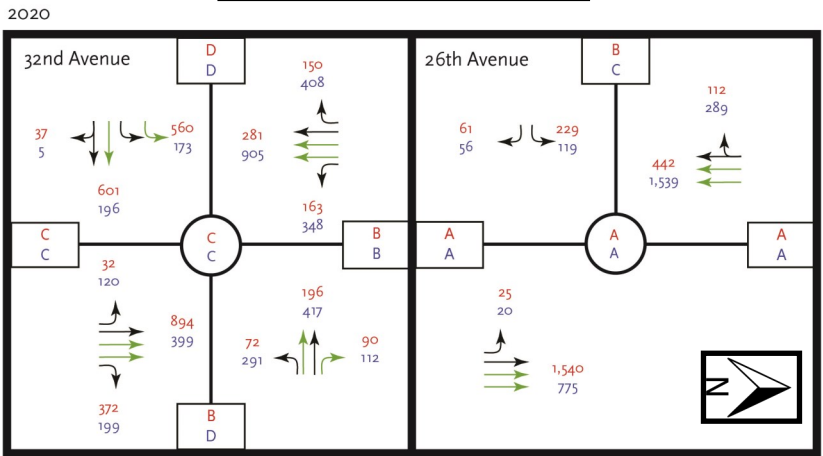 2020
32nd Avenue
D
D
150
408
37
5
560
173
281
905
601
196
163
348
C
C
C
C
B
B
32
120
894
399
196
417
72
291
90
112
372
199
B
D
26th Avenue
B
C
112
289
61
56
229
119
442
1,539
A
A
A
A
A
A
25
20
1,540
775
N